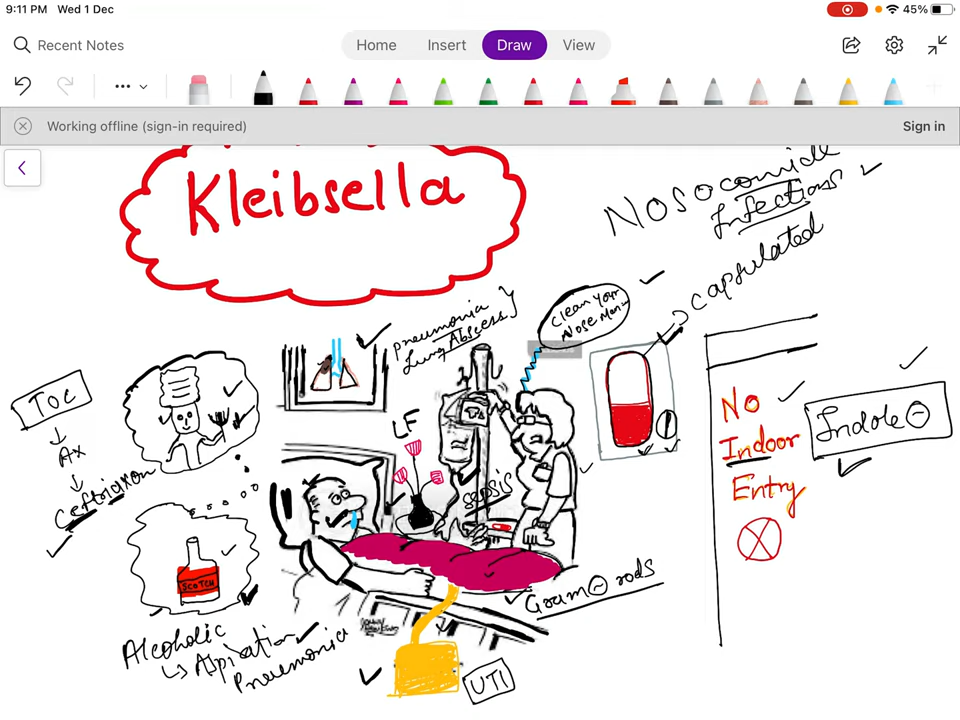 9:11 PM Wed 1 Dec
45%
Recent Notes
Home
Insert
Draw
View
Working offline (sign-in required)
Sign in
Kleibsella
Nosocomial
Infections
capsulated
Clean Your
Nose Man
pneumonia
Lung Abscess
TOC
Ax
Ceftriaxon
LF
sepsis
No
Indoor
Entry
Indole ⊖
SCOTCH
Gram ⊖ rods
Alcoholic
Aspiration
Pneumonia
UTI